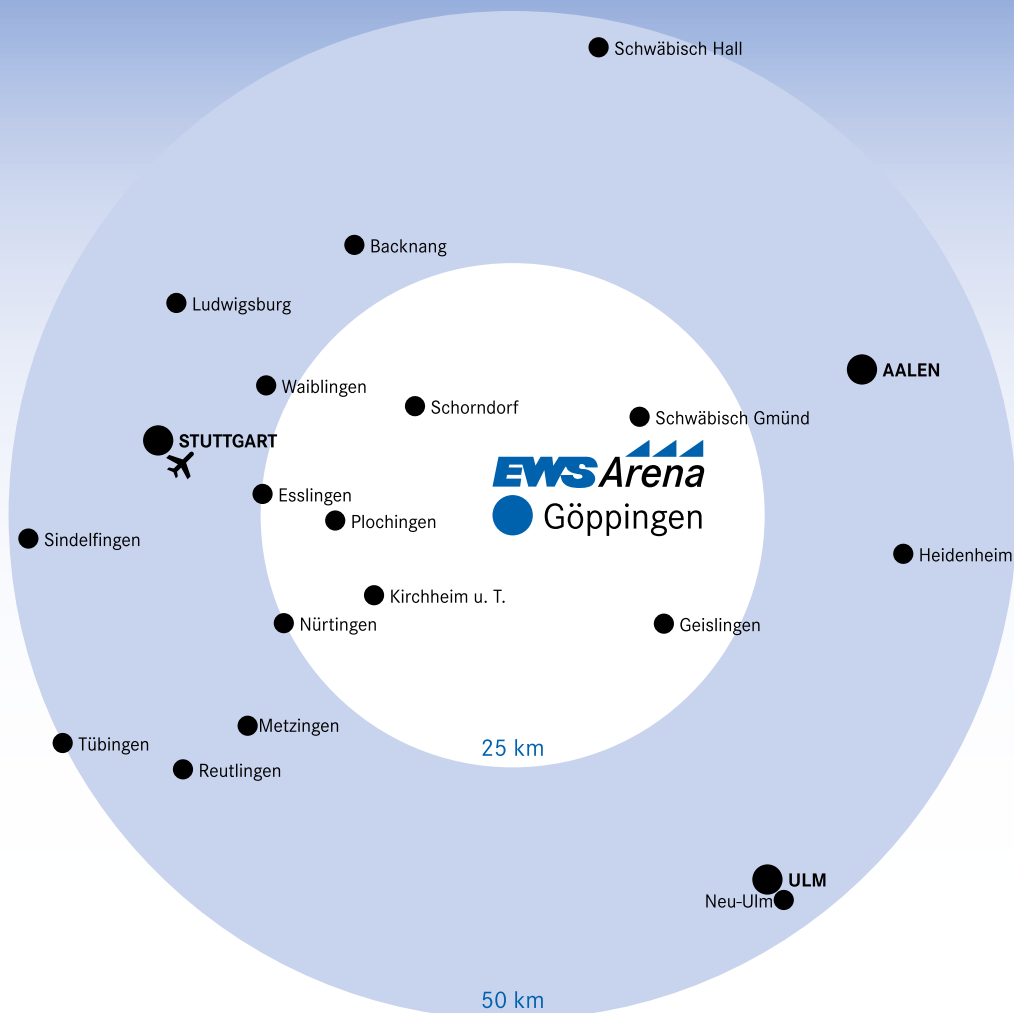 Schwäbisch Hall
Backnang
Ludwigsburg
AALEN
Waiblingen
Schorndorf
Schwäbisch Gmünd
STUTTGART
EWS Arena
Esslingen
Göppingen
Plochingen
Sindelfingen
Heidenheim
Kirchheim u. T.
Nürtingen
Geislingen
Metzingen
Tübingen
25 km
Reutlingen
ULM
Neu-Ulm
50 km